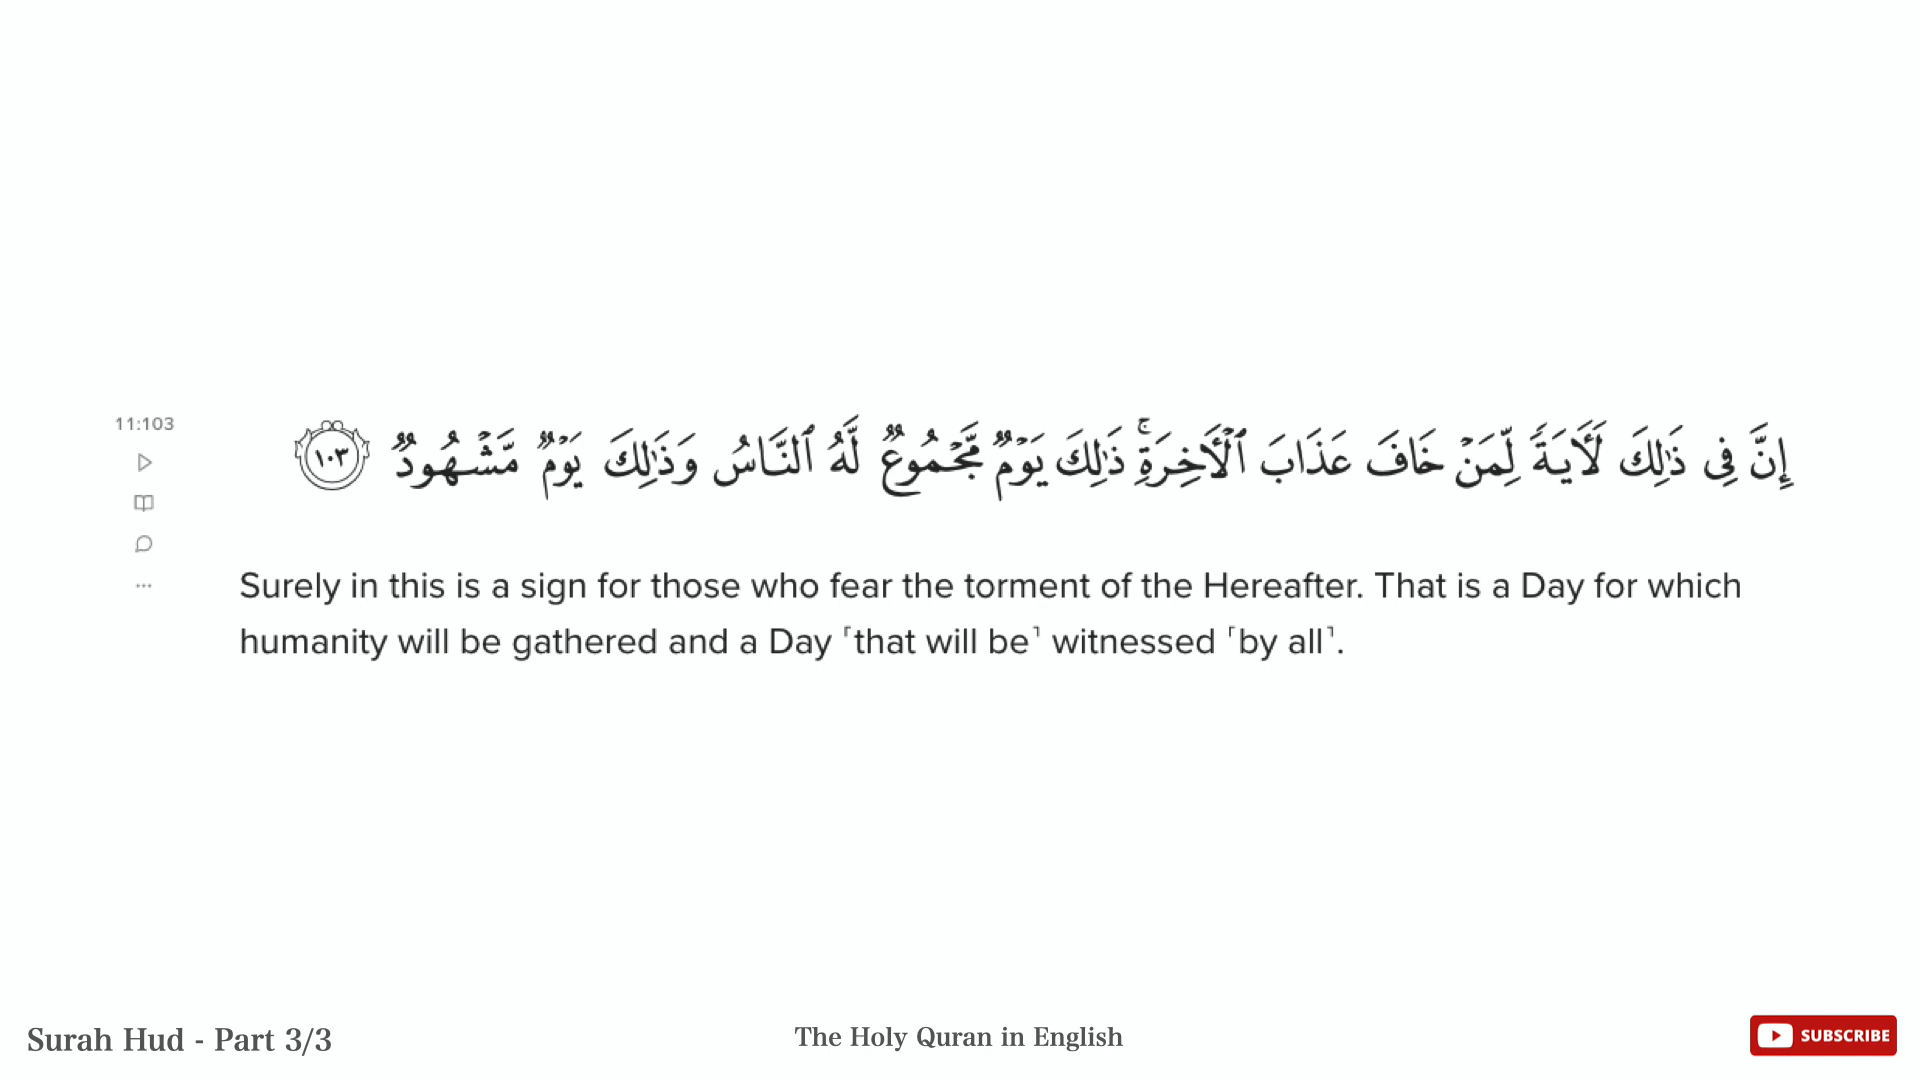 11:103
إِنَّ فِى ذَٰلِكَ لَـَٔايَةً لِّمَنْ خَافَ عَذَابَ ٱلْـَٔاخِرَةِ ۚ ذَٰلِكَ يَوْمٌ مَّجْمُوعٌ لَّهُ ٱلنَّاسُ وَذَٰلِكَ يَوْمٌ مَّشْهُودٌ ١٠٣
Surely in this is a sign for those who fear the torment of the Hereafter. That is a Day for which
humanity will be gathered and a Day ˹that will be˺ witnessed ˹by all˺.
Surah Hud - Part 3/3
The Holy Quran in English
SUBSCRIBE